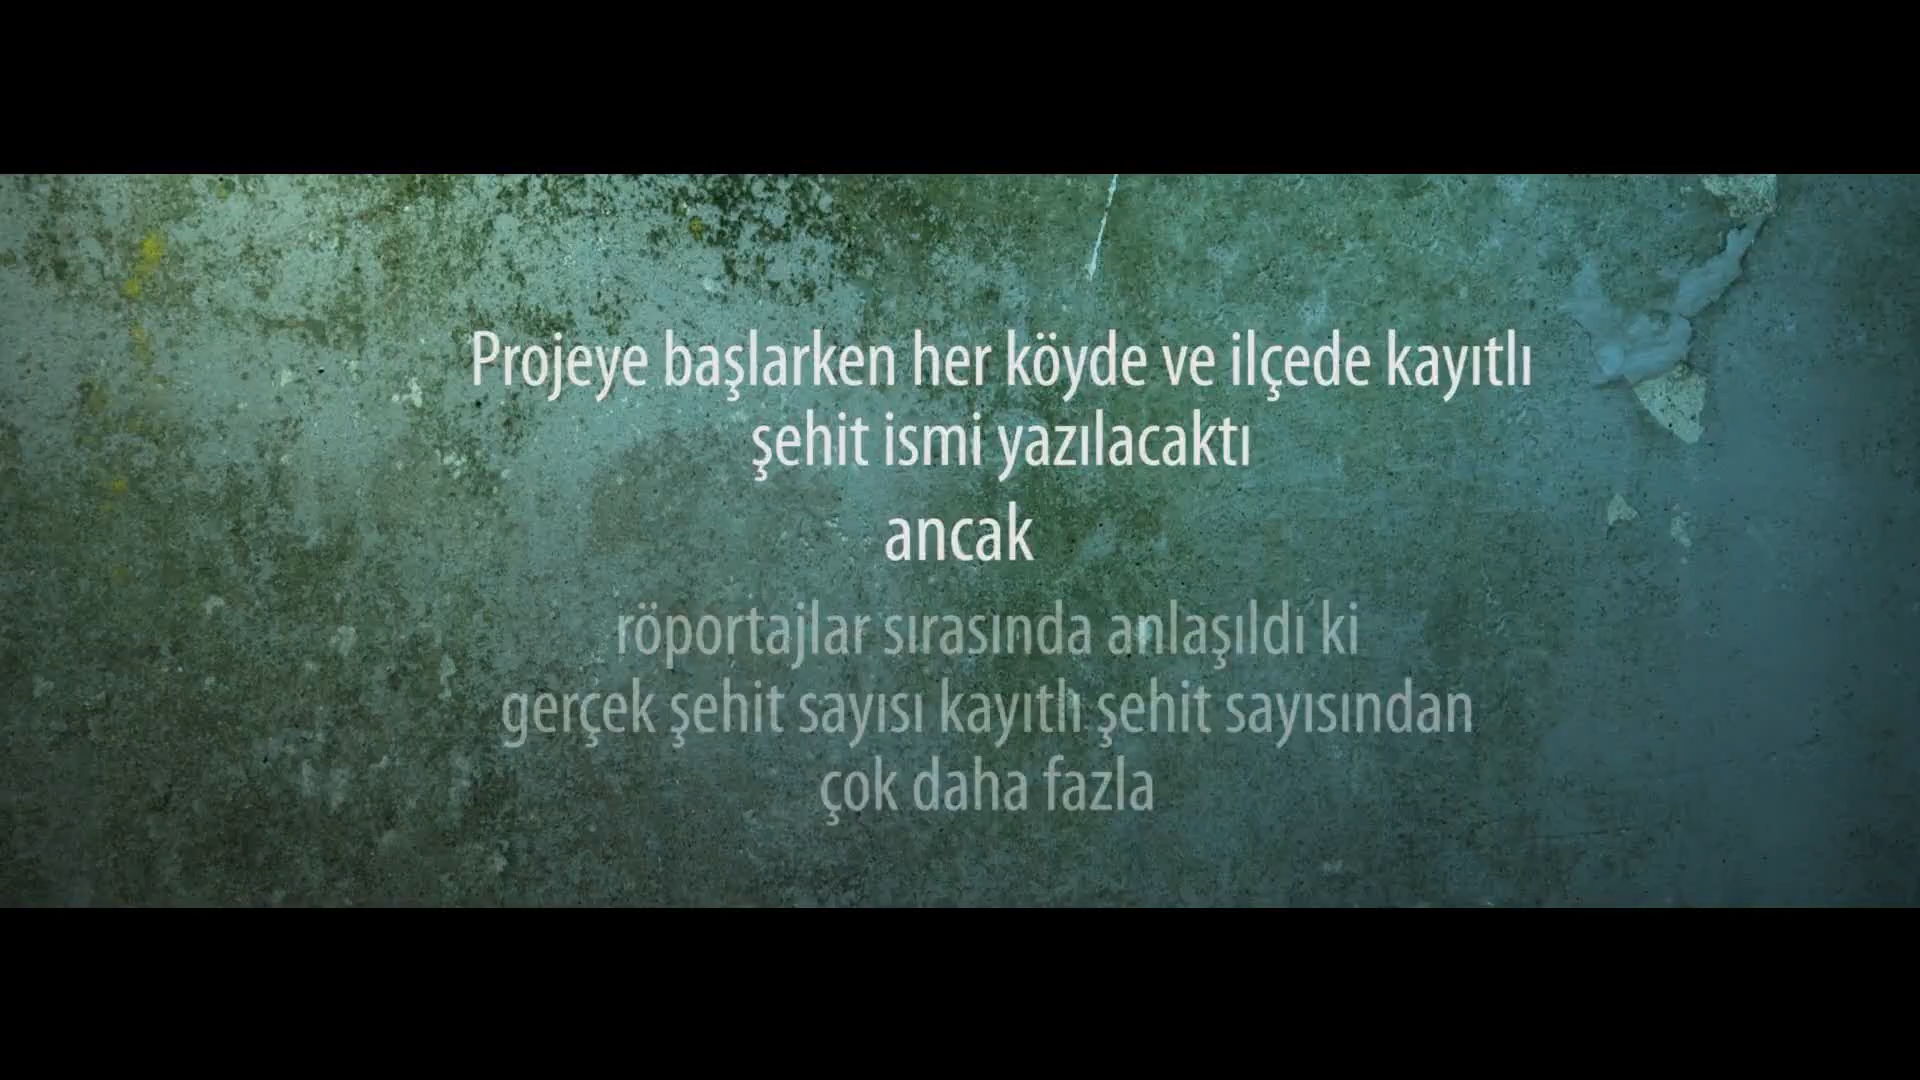 Projeye başlarken her köyde ve ilçede kayıtlı
şehit ismi yazılacaktı
ancak
röportajlar sırasında anlaşıldı ki
gerçek şehit sayısı kayıtlı şehit sayısından
çok daha fazla